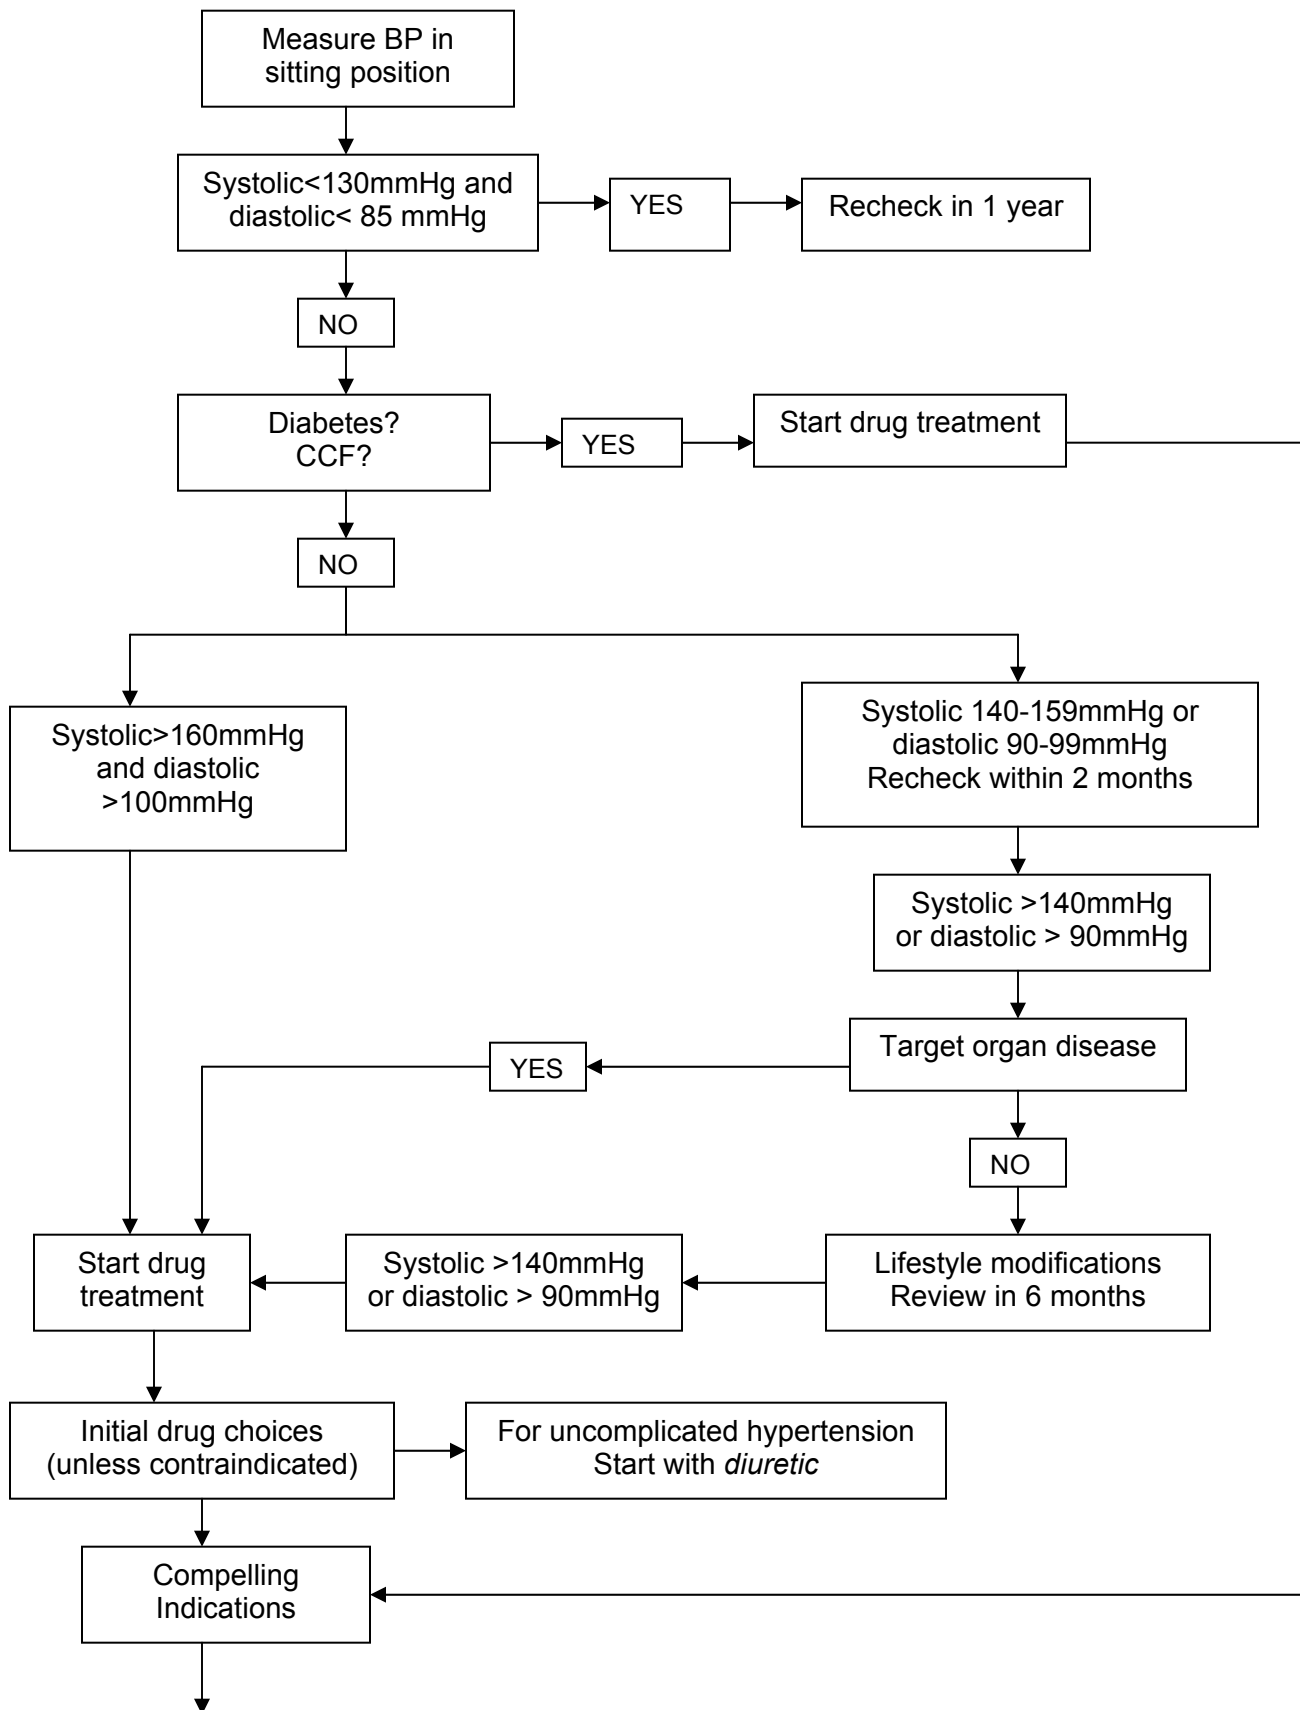 Measure BP in
sitting position
Systolic<130mmHg and
diastolic< 85 mmHg
YES
Recheck in 1 year
NO
Diabetes?
CCF?
YES
Start drug treatment
NO
Systolic>160mmHg
and diastolic
>100mmHg
Systolic 140-159mmHg or
diastolic 90-99mmHg
Recheck within 2 months
Systolic >140mmHg
or diastolic > 90mmHg
Target organ disease
YES
NO
Start drug
treatment
Systolic >140mmHg
or diastolic > 90mmHg
Lifestyle modifications
Review in 6 months
Initial drug choices
(unless contraindicated)
For uncomplicated hypertension
Start with diuretic
Compelling
Indications